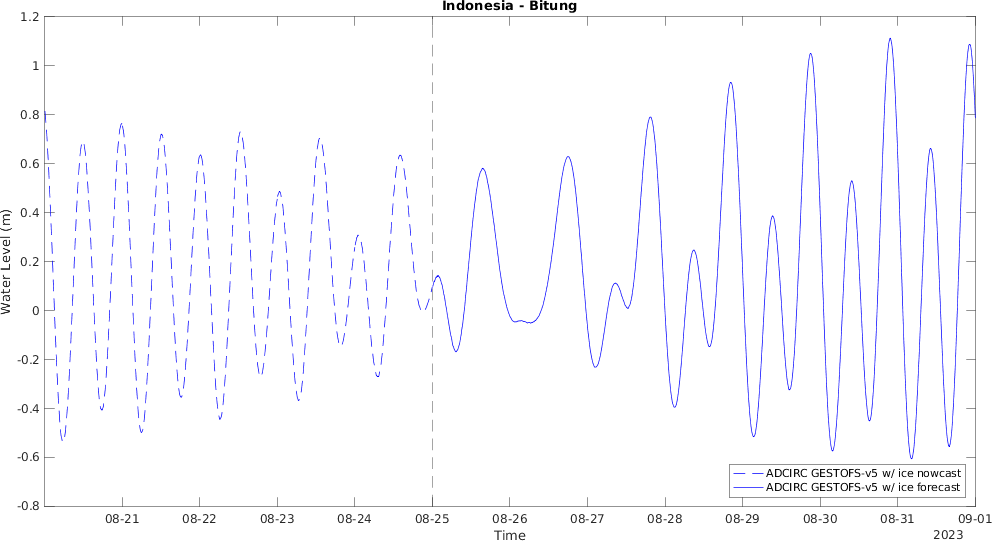 Indonesia - Bitung
1.2
1
0.8
0.6
0.4
0.2
0
-0.2
-0.4
-0.6
-0.8
Water Level (m)
ADCIRC GESTOFS-v5 w/ ice nowcast
ADCIRC GESTOFS-v5 w/ ice forecast
08-21 08-22 08-23 08-24 08-25 08-26 08-27 08-28 08-29 08-30 08-31 09-01
Time
2023